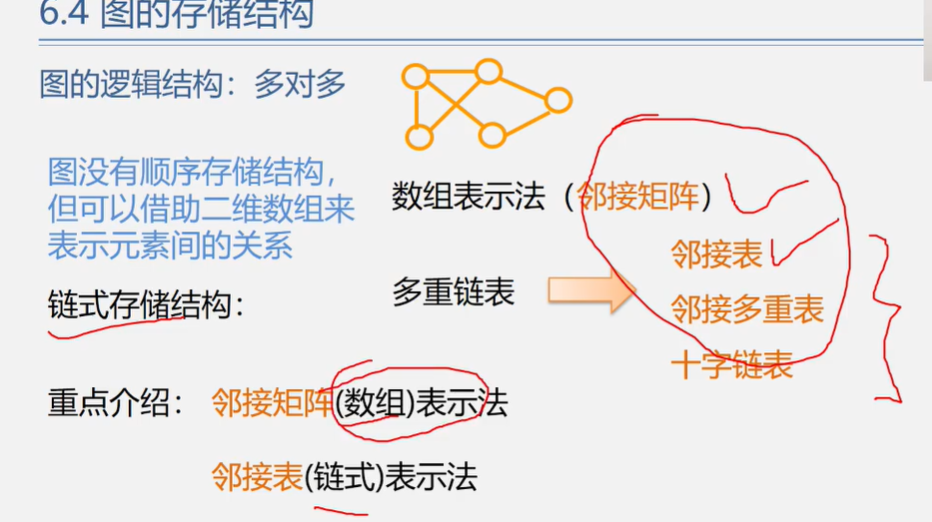 6.4 图的存储结构
图的逻辑结构：多对多
图没有顺序存储结构，
但可以借助二维数组来
表示元素间的关系
数组表示法（邻接矩阵）
链式存储结构：
多重链表
邻接表
邻接多重表
十字链表
重点介绍：邻接矩阵(数组)表示法
邻接表(链式)表示法